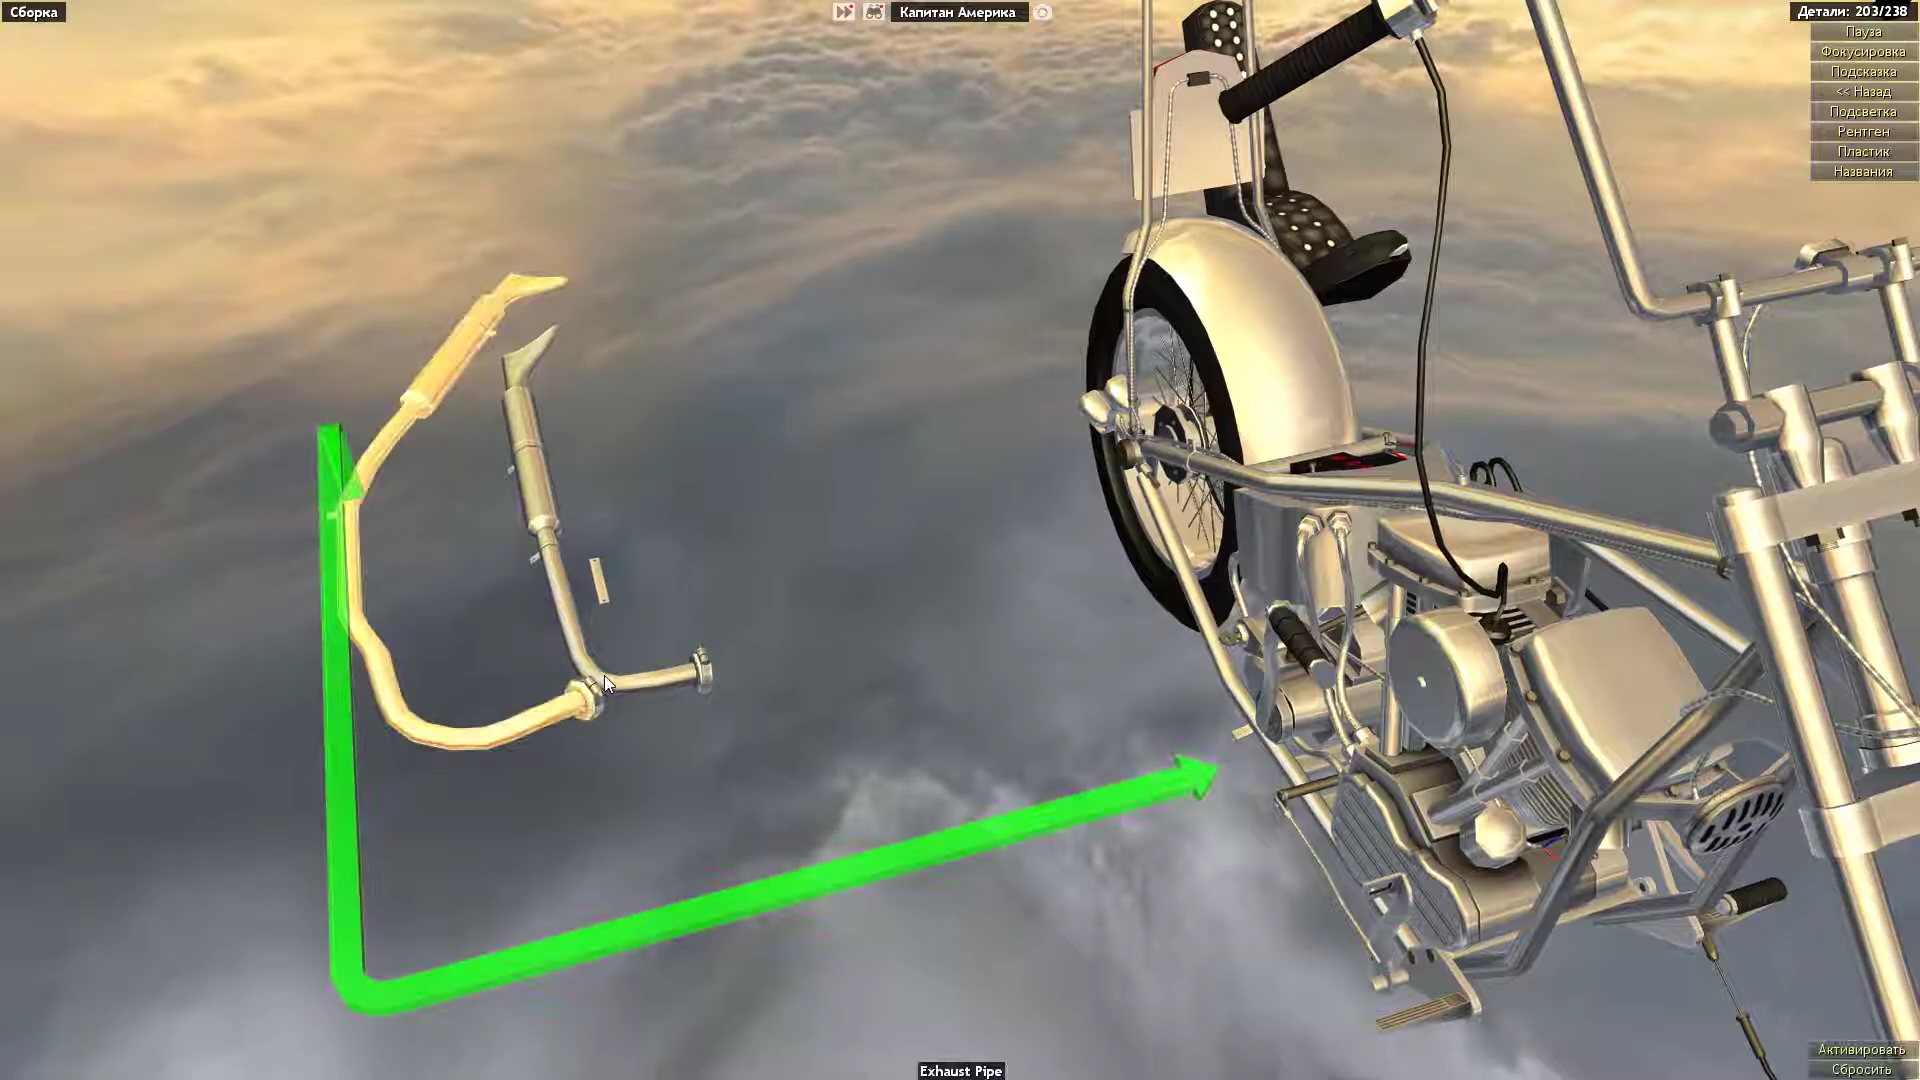 Сборка
Капитан Америка
Детали: 203/238
Пауза
Фокусировка
Подсказка
<< Назад
Подсветка
Рентген
Пластик
Названия
Exhaust Pipe
Активировать
Сбросить